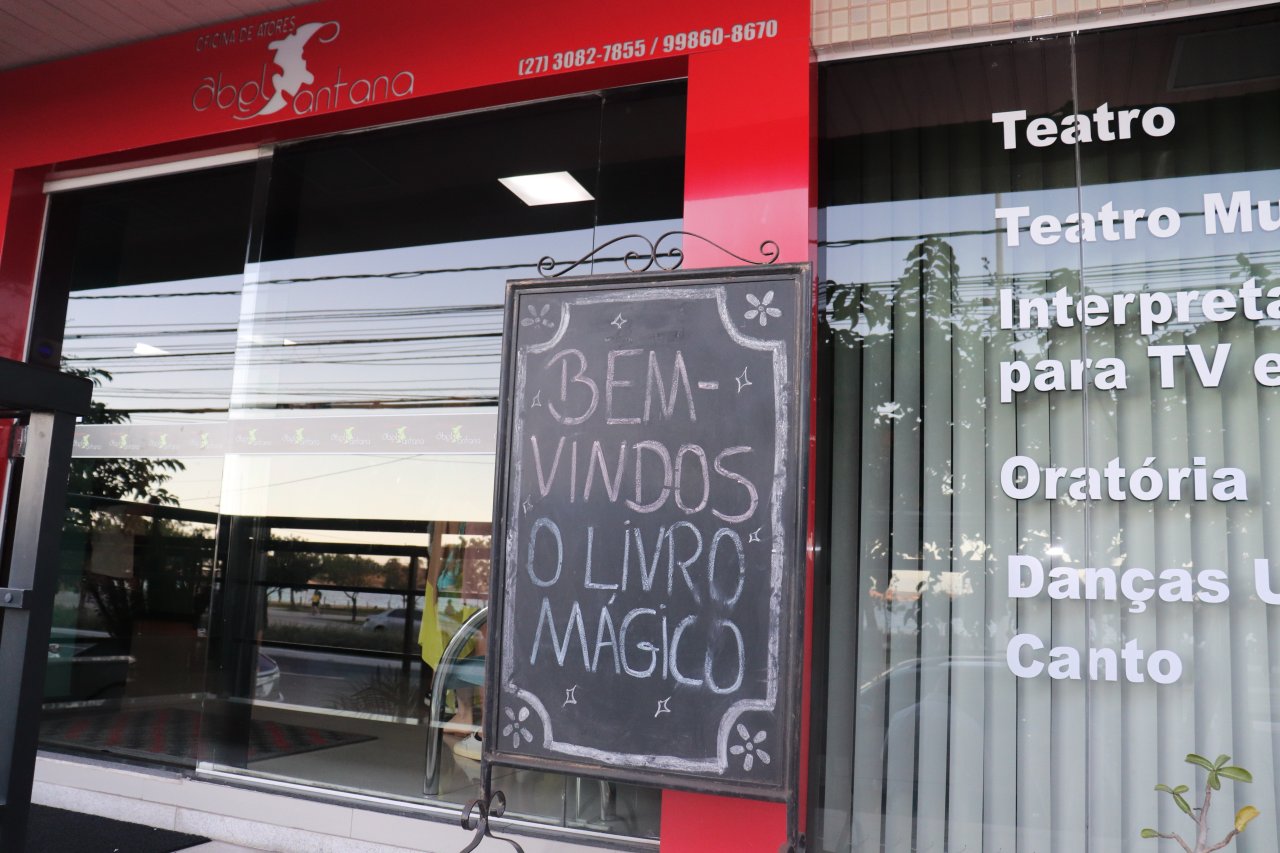 OFICINA DE ATORES
abel Santana
(27) 3082-7855 / 99860-8670
Teatro
Teatro Mu
Interpreta
para TV e
Oratória
Danças U
Canto
BEM-
VINDOS
O LIVRO
MÁGICO